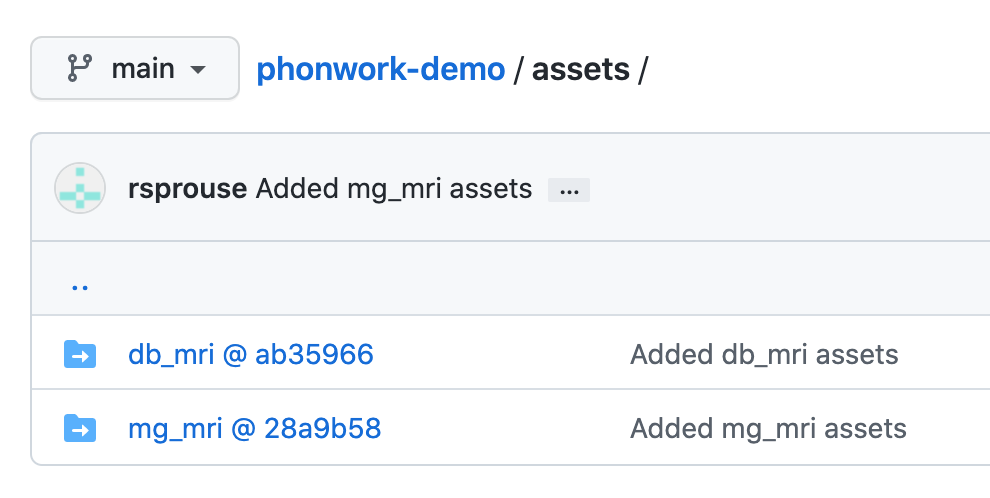 main phonwork-demo / assets /
rsprouse Added mg_mri assets ...
..
db_mri @ ab35966 Added db_mri assets
mg_mri @ 28a9b58 Added mg_mri assets